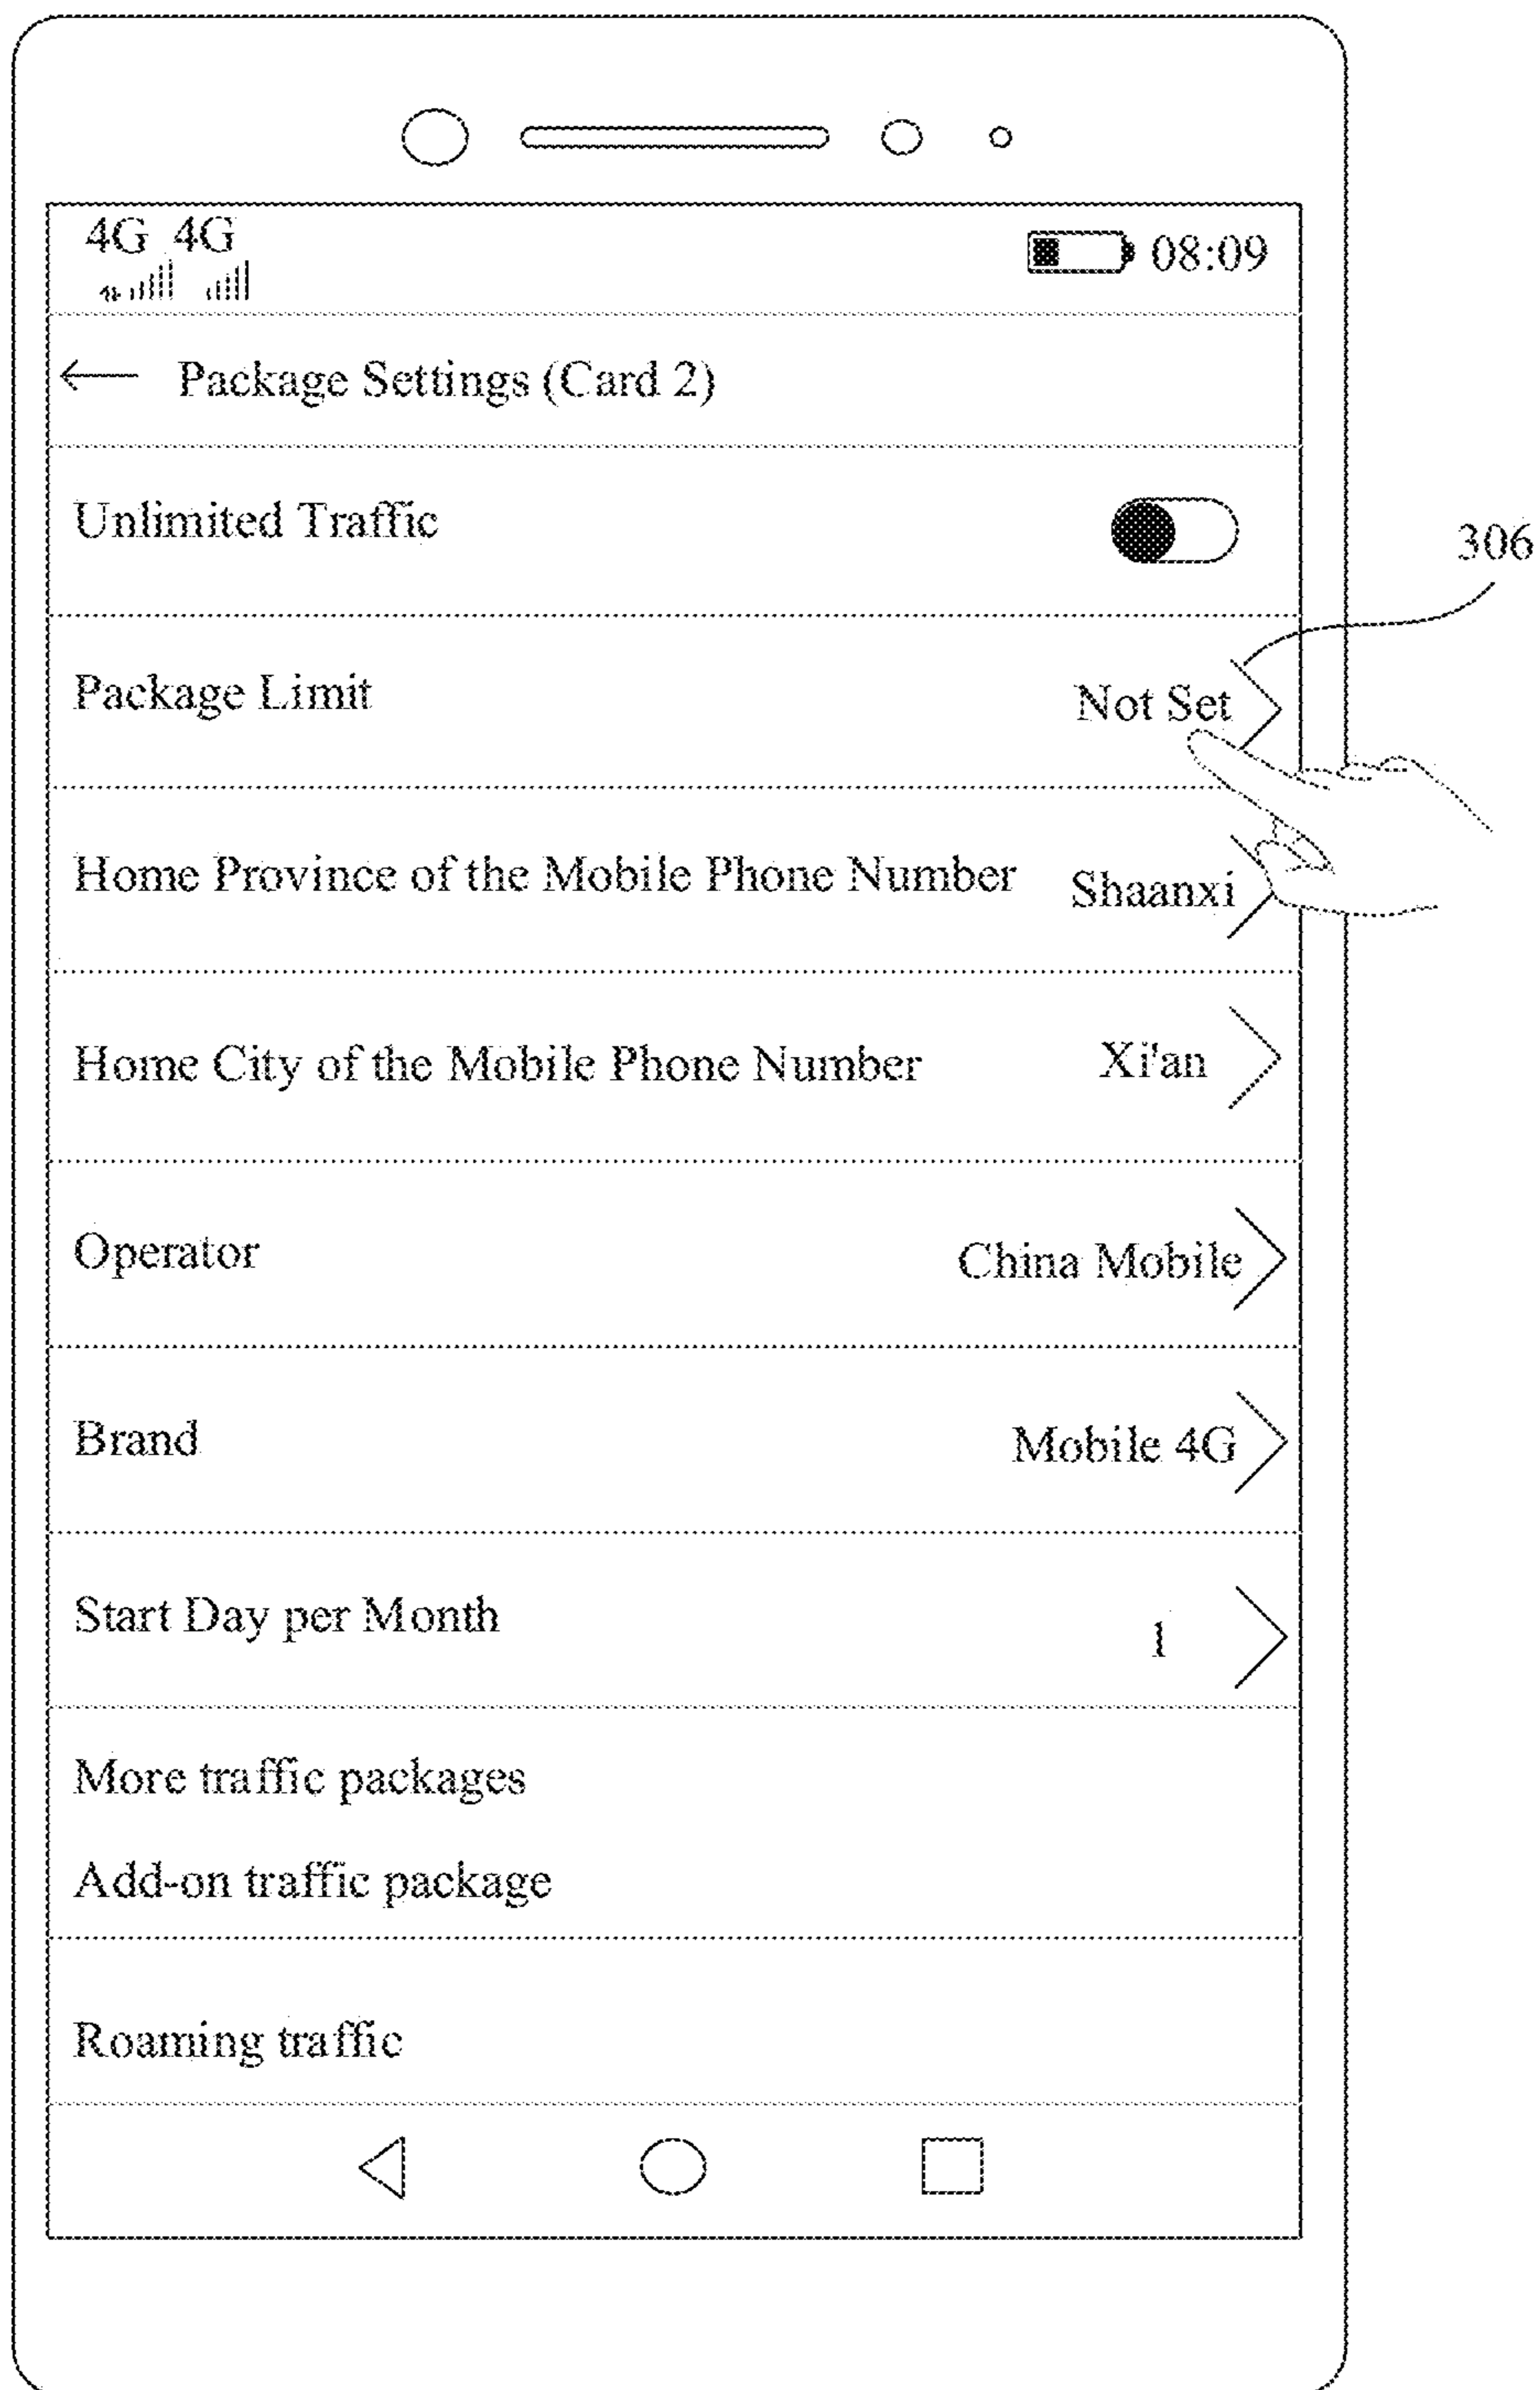 4G 4G
08:09
Package Settings (Card 2)
Unlimited Traffic
306
Package Limit
Not Set
Home Province of the Mobile Phone Number
Shaanxi
Home City of the Mobile Phone Number
Xi'an
Operator
China Mobile
Brand
Mobile 4G
Start Day per Month
1
More traffic packages
Add-on traffic package
Roaming traffic